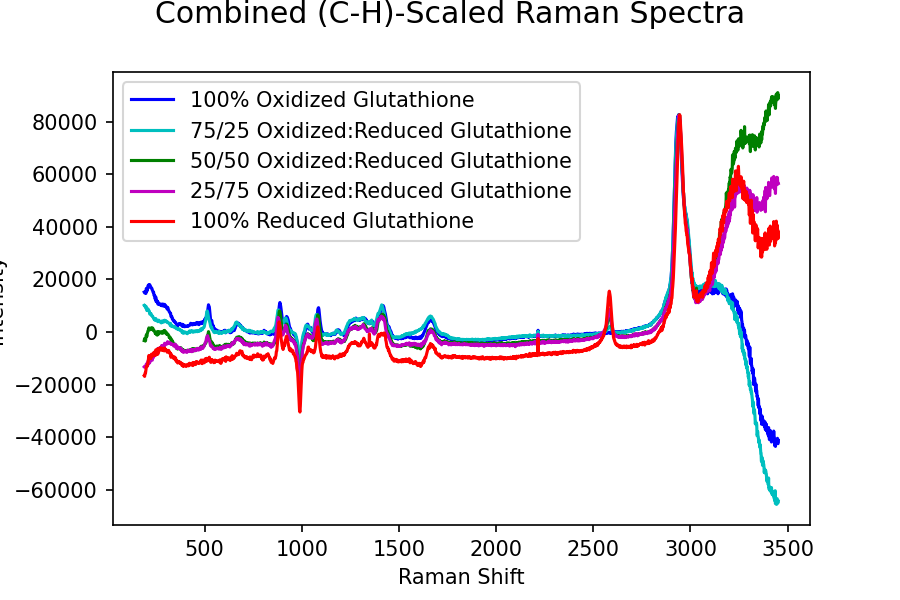 Combined (C-H)-Scaled Raman Spectra
100% Oxidized Glutathione
75/25 Oxidized:Reduced Glutathione
50/50 Oxidized:Reduced Glutathione
25/75 Oxidized:Reduced Glutathione
100% Reduced Glutathione
80000
60000
40000
20000
0
−20000
−40000
−60000
500 1000 1500 2000 2500 3000 3500
Raman Shift